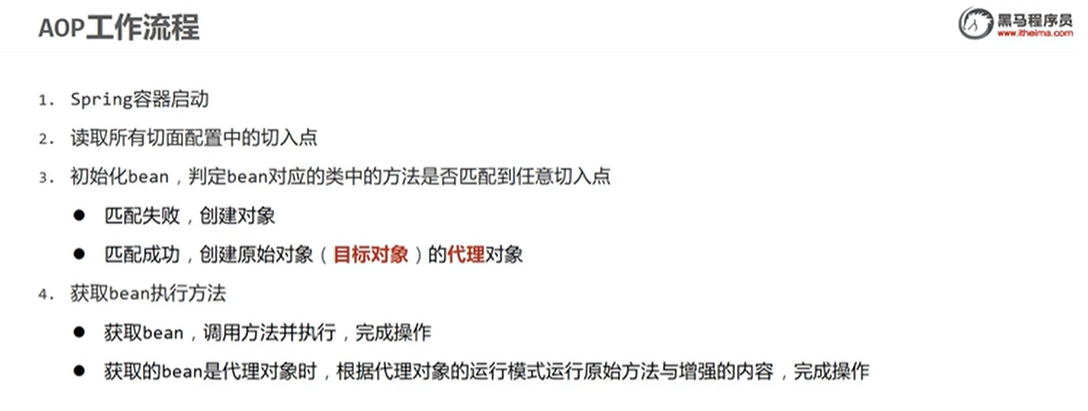 AOP工作流程
黑马程序员
www.itheima.com
1. Spring容器启动
2. 读取所有切面配置中的切入点
3. 初始化bean，判定bean对应的类中的方法是否匹配到任意切入点
● 匹配失败，创建对象
● 匹配成功，创建原始对象（目标对象）的代理对象
4. 获取bean执行方法
● 获取bean，调用方法并执行，完成操作
● 获取的bean是代理对象时，根据代理对象的运行模式运行原始方法与增强的内容，完成操作